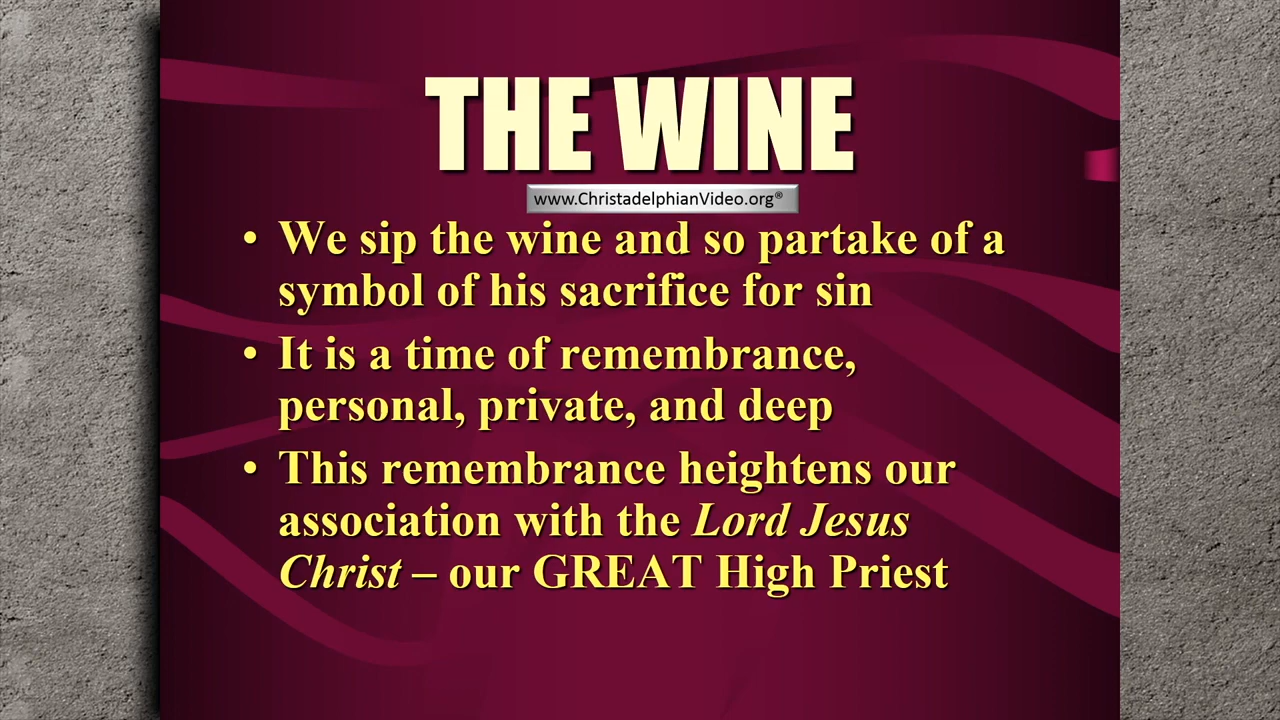 THE WINE
www.ChristadelphianVideo.org®
• We sip the wine and so partake of a
symbol of his sacrifice for sin
• It is a time of remembrance,
personal, private, and deep
• This remembrance heightens our
association with the Lord Jesus
Christ – our GREAT High Priest